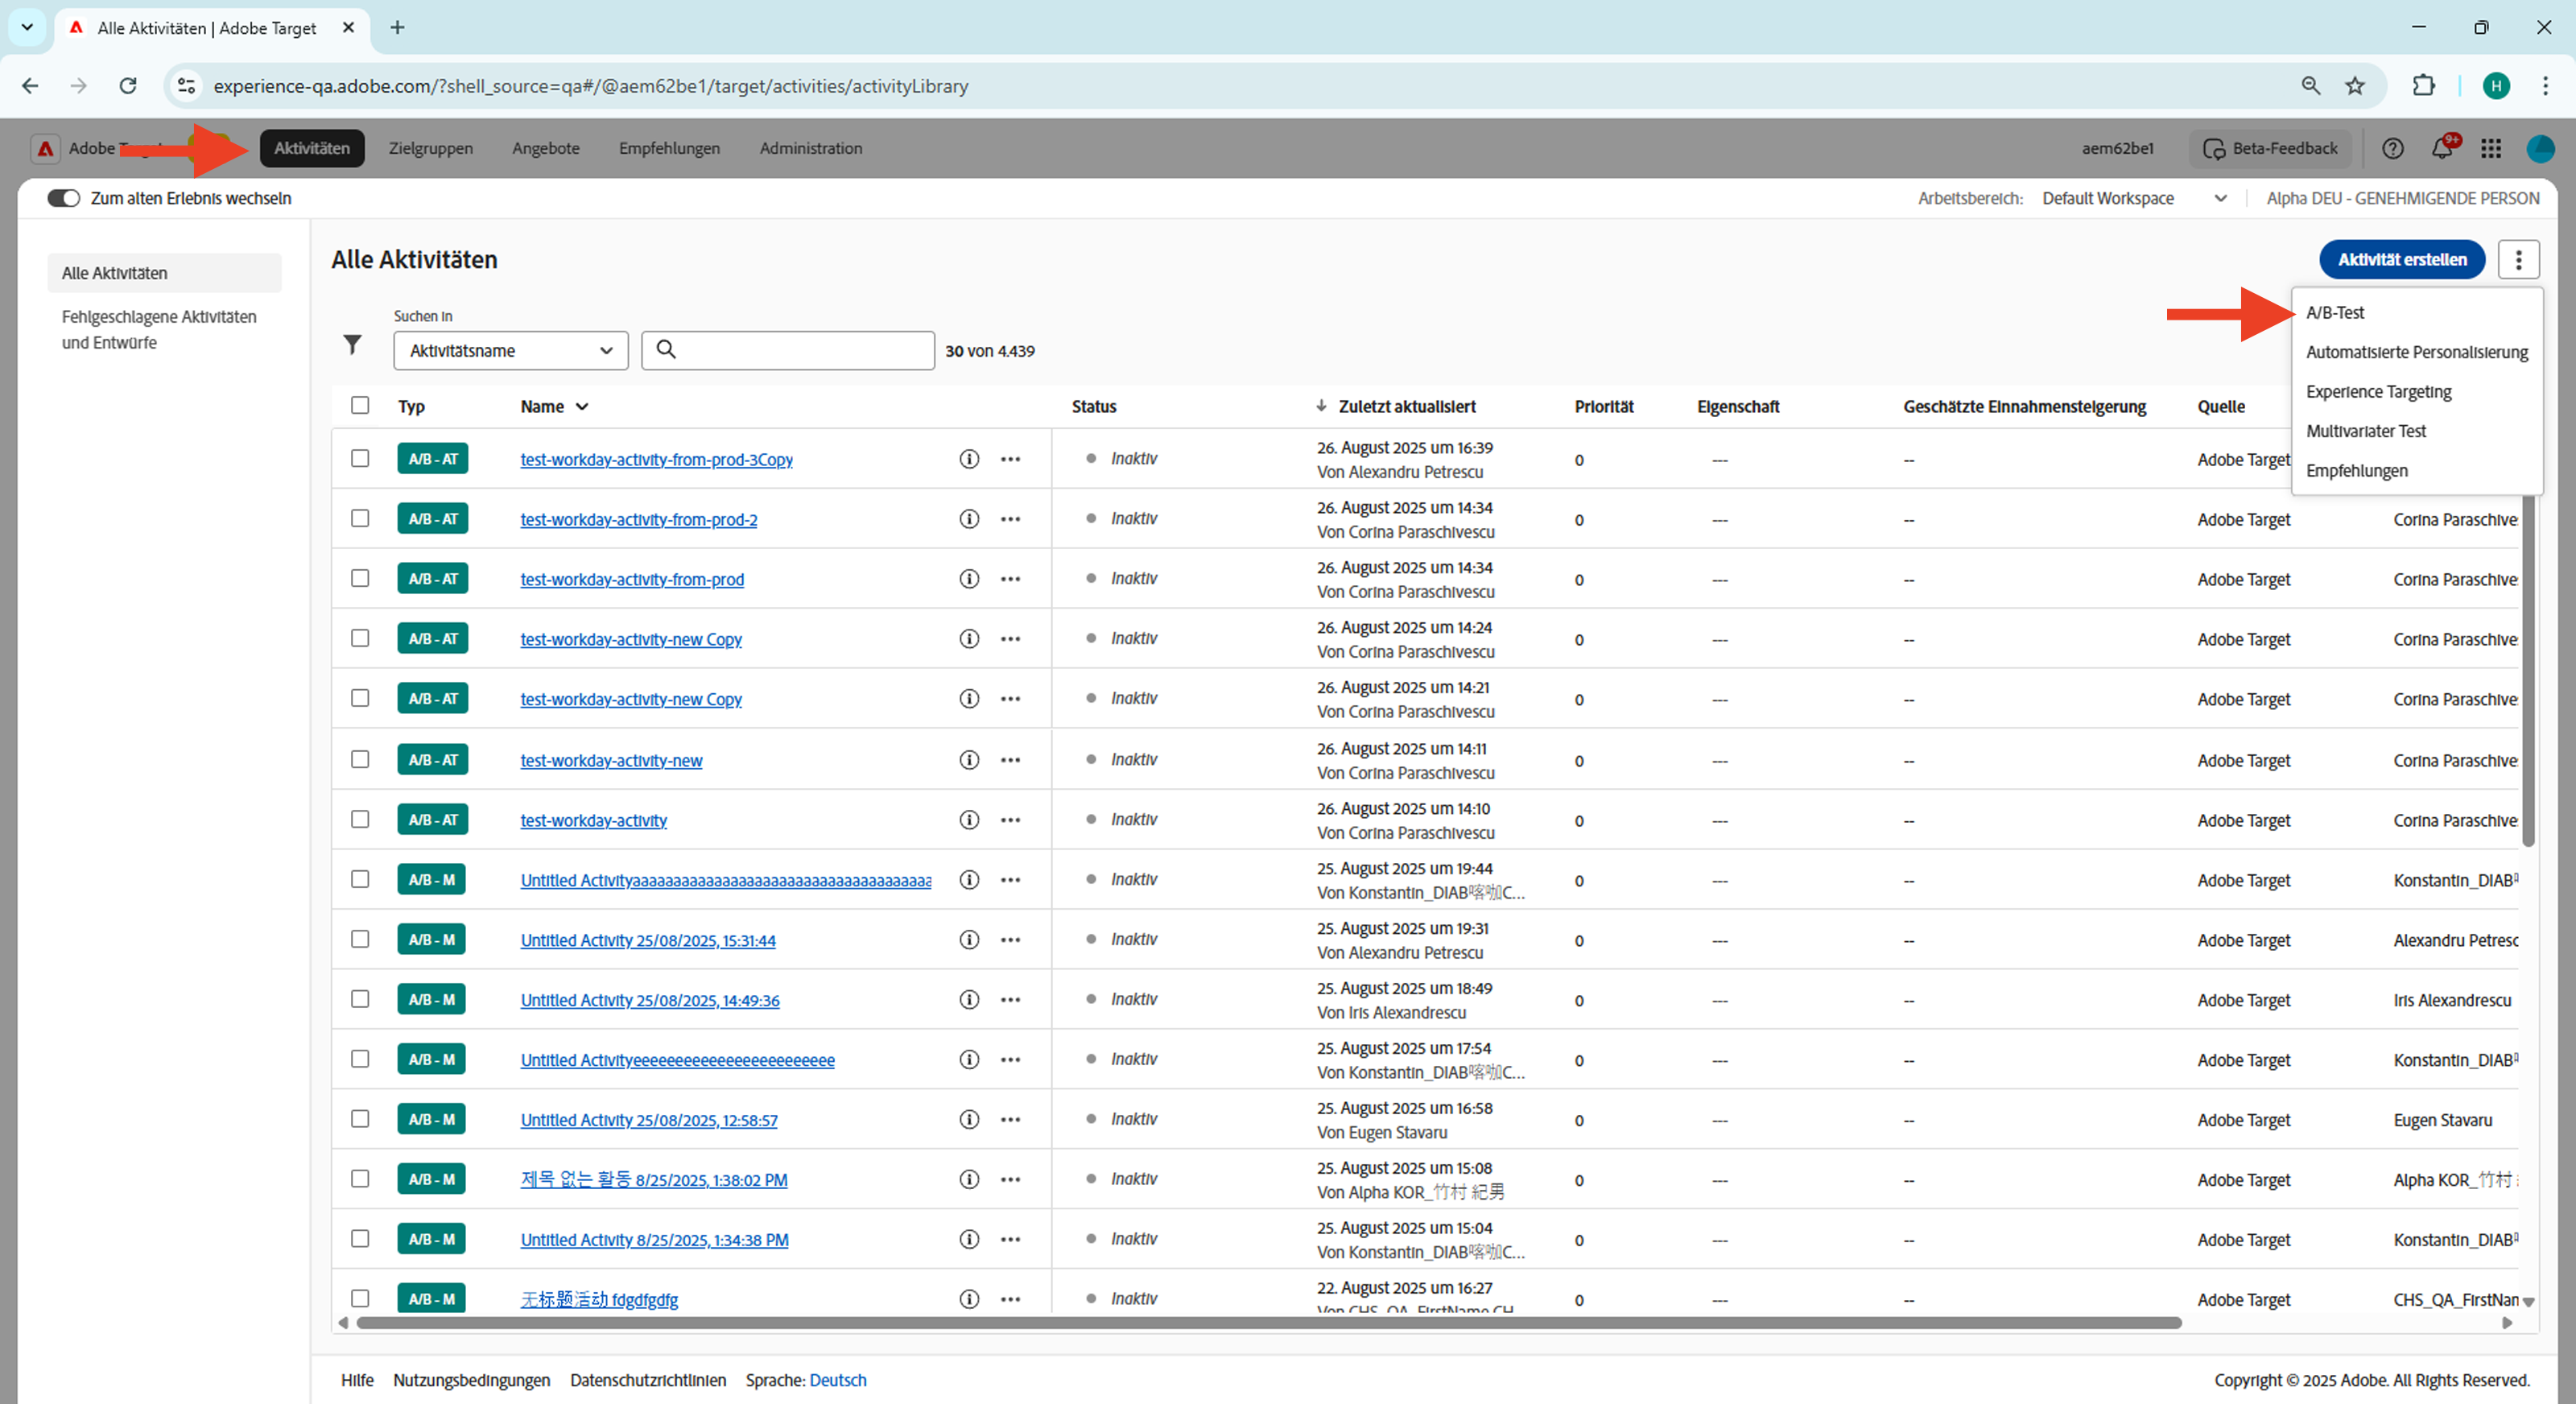 Alle Aktivitäten | Adobe Target
experience-qa.adobe.com/?shell_source=qa#/@aem62be1/target/activities/activityLibrary
H
Adobe
Aktivitäten
Zielgruppen
Angebote
Empfehlungen
Administration
aem62be1
Beta-Feedback
9+
Zum alten Erlebnis wechseln
Arbeitsbereich: Default Workspace
Alpha DEU - GENEHMIGENDE PERSON
Alle Aktivitäten
Fehlgeschlagene Aktivitäten
und Entwürfe
Alle Aktivitäten
Aktivität erstellen
A/B-Test
Automatisierte Personalisierung
Experience Targeting
Multivariater Test
Empfehlungen
Suchen in
Aktivitätsname
30 von 4.439
Typ Name Status Zuletzt aktualisiert Priorität Eigenschaft Geschätzte Einnahmensteigerung Quelle
A/B - AT test-workday-activity-from-prod-3Copy Inaktiv 26. August 2025 um 16:39 0 --- -- Adobe Target
Von Alexandru Petrescu
A/B - AT test-workday-activity-from-prod-2 Inaktiv 26. August 2025 um 14:34 0 --- -- Adobe Target Corina Paraschive
Von Corina Paraschivescu
A/B - AT test-workday-activity-from-prod Inaktiv 26. August 2025 um 14:34 0 --- -- Adobe Target Corina Paraschive
Von Corina Paraschivescu
A/B - AT test-workday-activity-new Copy Inaktiv 26. August 2025 um 14:24 0 --- -- Adobe Target Corina Paraschive
Von Corina Paraschivescu
A/B - AT test-workday-activity-new Copy Inaktiv 26. August 2025 um 14:21 0 --- -- Adobe Target Corina Paraschive
Von Corina Paraschivescu
A/B - AT test-workday-activity-new Inaktiv 26. August 2025 um 14:11 0 --- -- Adobe Target Corina Paraschive
Von Corina Paraschivescu
A/B - AT test-workday-activity Inaktiv 26. August 2025 um 14:10 0 --- -- Adobe Target Corina Paraschive
Von Corina Paraschivescu
A/B - M Untitled Activityaaaaaaaaaaaaaaaaaaaaaaaaaaaaaaaaaaaaa Inaktiv 25. August 2025 um 19:44 0 --- -- Adobe Target Konstantin_DIAB
Von Konstantin_DIAB喀咖C...
A/B - M Untitled Activity 25/08/2025, 15:31:44 Inaktiv 25. August 2025 um 19:31 0 --- -- Adobe Target Alexandru Petresc
Von Alexandru Petrescu
A/B - M Untitled Activity 25/08/2025, 14:49:36 Inaktiv 25. August 2025 um 18:49 0 --- -- Adobe Target Iris Alexandrescu
Von Iris Alexandrescu
A/B - M Untitled Activityeeeeeeeeeeeeeeeeeeeeeeeee Inaktiv 25. August 2025 um 17:54 0 --- -- Adobe Target Konstantin_DIAB
Von Konstantin_DIAB喀咖C...
A/B - M Untitled Activity 25/08/2025, 12:58:57 Inaktiv 25. August 2025 um 16:58 0 --- -- Adobe Target Eugen Stavaru
Von Eugen Stavaru
A/B - M 제목 없는 활동 8/25/2025, 1:38:02 PM Inaktiv 25. August 2025 um 15:08 0 --- -- Adobe Target Alpha KOR_竹村
Von Alpha KOR_竹村 紀男
A/B - M Untitled Activity 8/25/2025, 1:34:38 PM Inaktiv 25. August 2025 um 15:04 0 --- -- Adobe Target Konstantin_DIAB
Von Konstantin_DIAB喀咖C...
A/B - M 无标题活动 fdgdfgdfg Inaktiv 22. August 2025 um 16:27 0 --- -- Adobe Target CHS_QA_FirstNam
Von CHS_QA_FirstName CH
Hilfe Nutzungsbedingungen Datenschutzrichtlinien Sprache: Deutsch
Copyright © 2025 Adobe. All Rights Reserved.